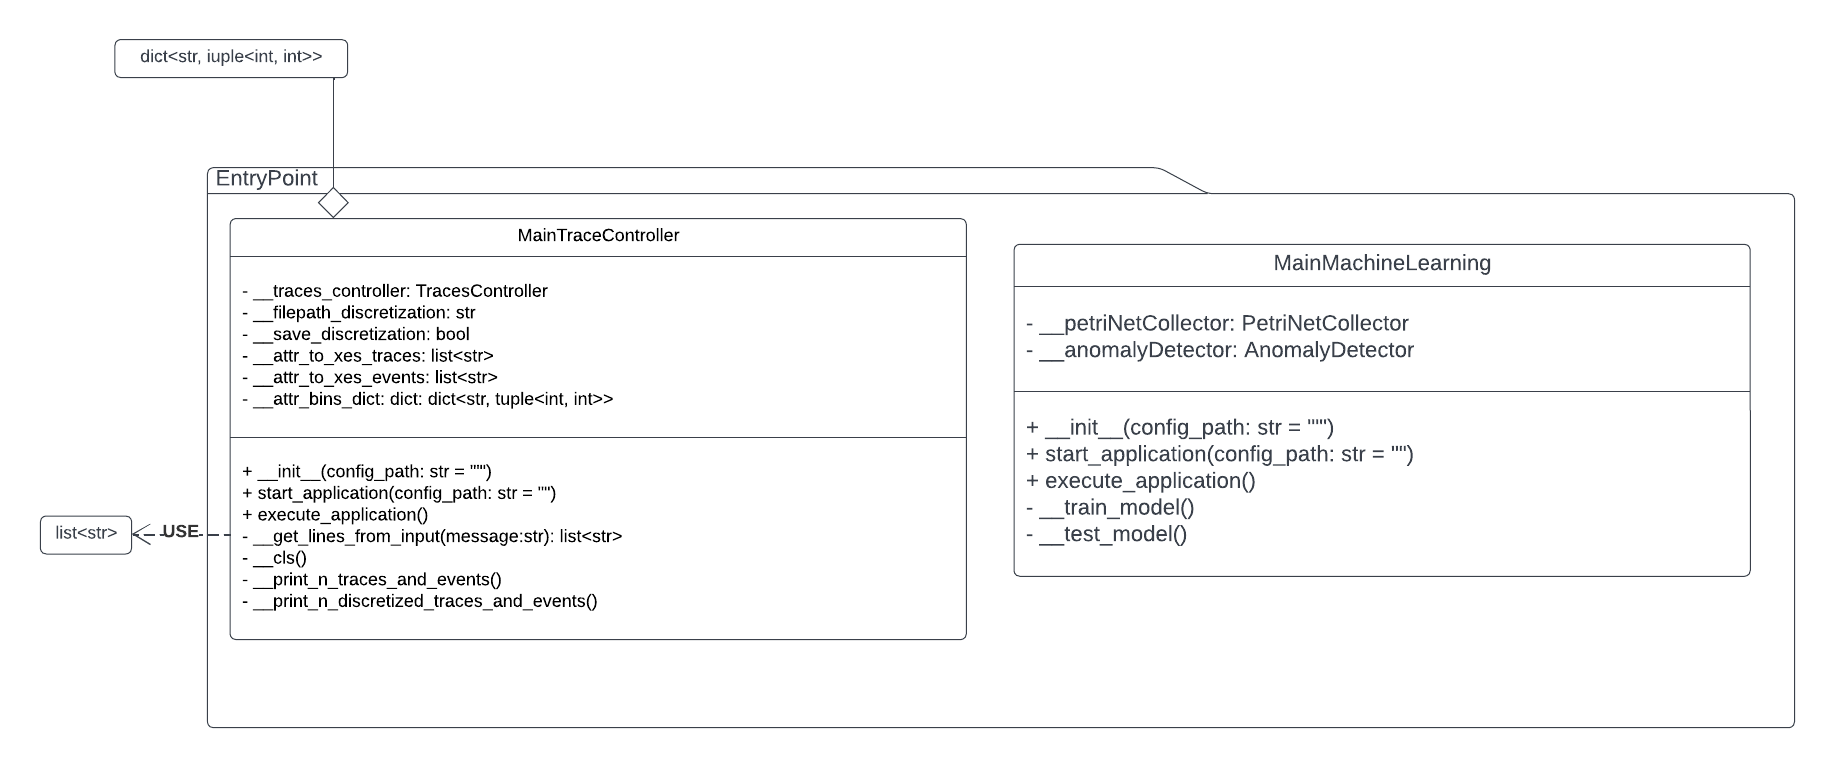 dict<str, iuple<int, int>>
EntryPoint
MainTraceController
- __traces_controller: TracesController
- __filepath_discretization: str
- __save_discretization: bool
- __attr_to_xes_traces: list<str>
- __attr_to_xes_events: list<str>
- __attr_bins_dict: dict: dict<str, tuple<int, int>>
+ __init__(config_path: str = """)
+ start_application(config_path: str = "")
+ execute_application()
- __get_lines_from_input(message:str): list<str>
- __cls()
- __print_n_traces_and_events()
- __print_n_discretized_traces_and_events()
list<str>
USE
MainMachineLearning
- __petriNetCollector: PetriNetCollector
- __anomalyDetector: AnomalyDetector
+ __init__(config_path: str = """)
+ start_application(config_path: str = "")
+ execute_application()
- __train_model()
- __test_model()